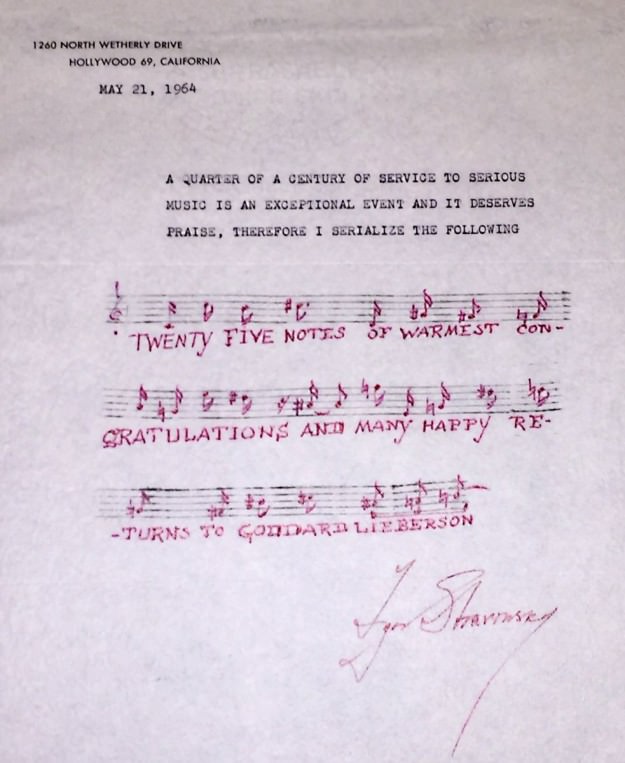 1260 NORTH WETHERLY DRIVE
HOLLYWOOD 69, CALIFORNIA
MAY 21, 1964
A QUARTER OF A CENTURY OF SERVICE TO SERIOUS
MUSIC IS AN EXCEPTIONAL EVENT AND IT DESERVES
PRAISE, THEREFORE I SERIALIZE THE FOLLOWING
TWENTY FIVE NOTES OF WARMEST CON-
GRATULATIONS AND MANY HAPPY RE-
-TURNS TO GODDARD LIEBERSON
Igor Stravinsky